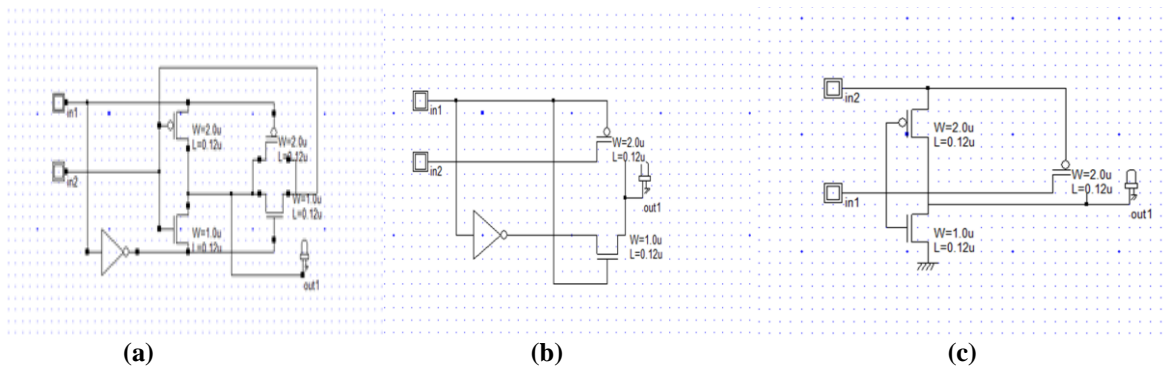 in1
in2
W=2.0u
L=0.12u
W=2.0u
L=0.12u
W=1.0u
L=0.12u
W=1.0u
L=0.12u
out1
(a)
in1
in2
W=2.0u
L=0.12u
out1
W=1.0u
L=0.12u
(b)
in2
in1
W=2.0u
L=0.12u
W=2.0u
L=0.12u
out1
W=1.0u
L=0.12u
(c)